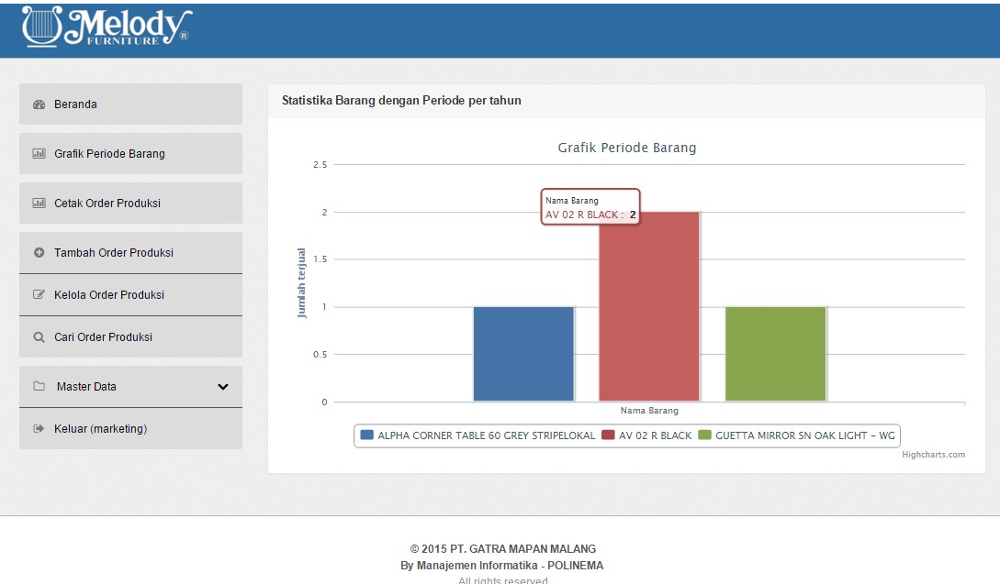 Melody
FURNITURE ®
Beranda
Grafik Periode Barang
Cetak Order Produksi
Tambah Order Produksi
Kelola Order Produksi
Cari Order Produksi
Master Data
Keluar (marketing)
Statistika Barang dengan Periode per tahun
Grafik Periode Barang
Jumlah terjual
2.5
2
1.5
1
0.5
0
Nama Barang
AV 02 R BLACK : 2
Nama Barang
ALPHA CORNER TABLE 60 GREY STRIPELOKAL AV 02 R BLACK GUETTA MIRROR SN OAK LIGHT - WG
Highcharts.com
© 2015 PT. GATRA MAPAN MALANG
By Manajemen Informatika - POLINEMA
All rights reserved